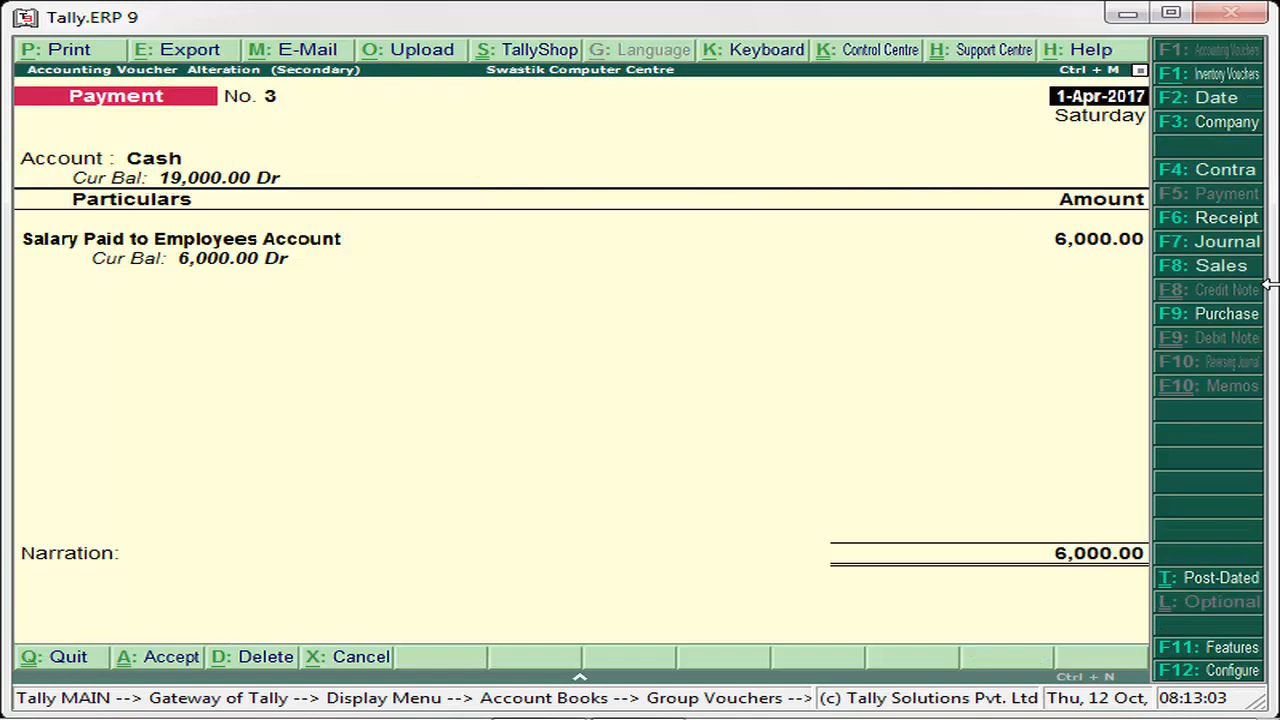 Tally.ERP 9
P: Print E: Export M: E-Mail O: Upload S: TallyShop G: Language K: Keyboard K: Control Centre H: Support Centre H: Help
Accounting Voucher Alteration (Secondary) Swastik Computer Centre Ctrl + M
Payment No. 3 1-Apr-2017
Saturday
Account : Cash
Cur Bal: 19,000.00 Dr
Particulars Amount
Salary Paid to Employees Account 6,000.00
Cur Bal: 6,000.00 Dr
Narration: 6,000.00
F1: Accounting Vouchers
F1: Inventory Vouchers
F2: Date
F3: Company
F4: Contra
F5: Payment
F6: Receipt
F7: Journal
F8: Sales
F8: Credit Note
F9: Purchase
F9: Debit Note
F10: Reversing Journal
F10: Memos
T: Post-Dated
L: Optional
F11: Features
F12: Configure
Q: Quit A: Accept D: Delete X: Cancel
Ctrl + N
Tally MAIN --> Gateway of Tally --> Display Menu --> Account Books --> Group Vouchers --> (c) Tally Solutions Pvt. Ltd Thu, 12 Oct, 08:13:03